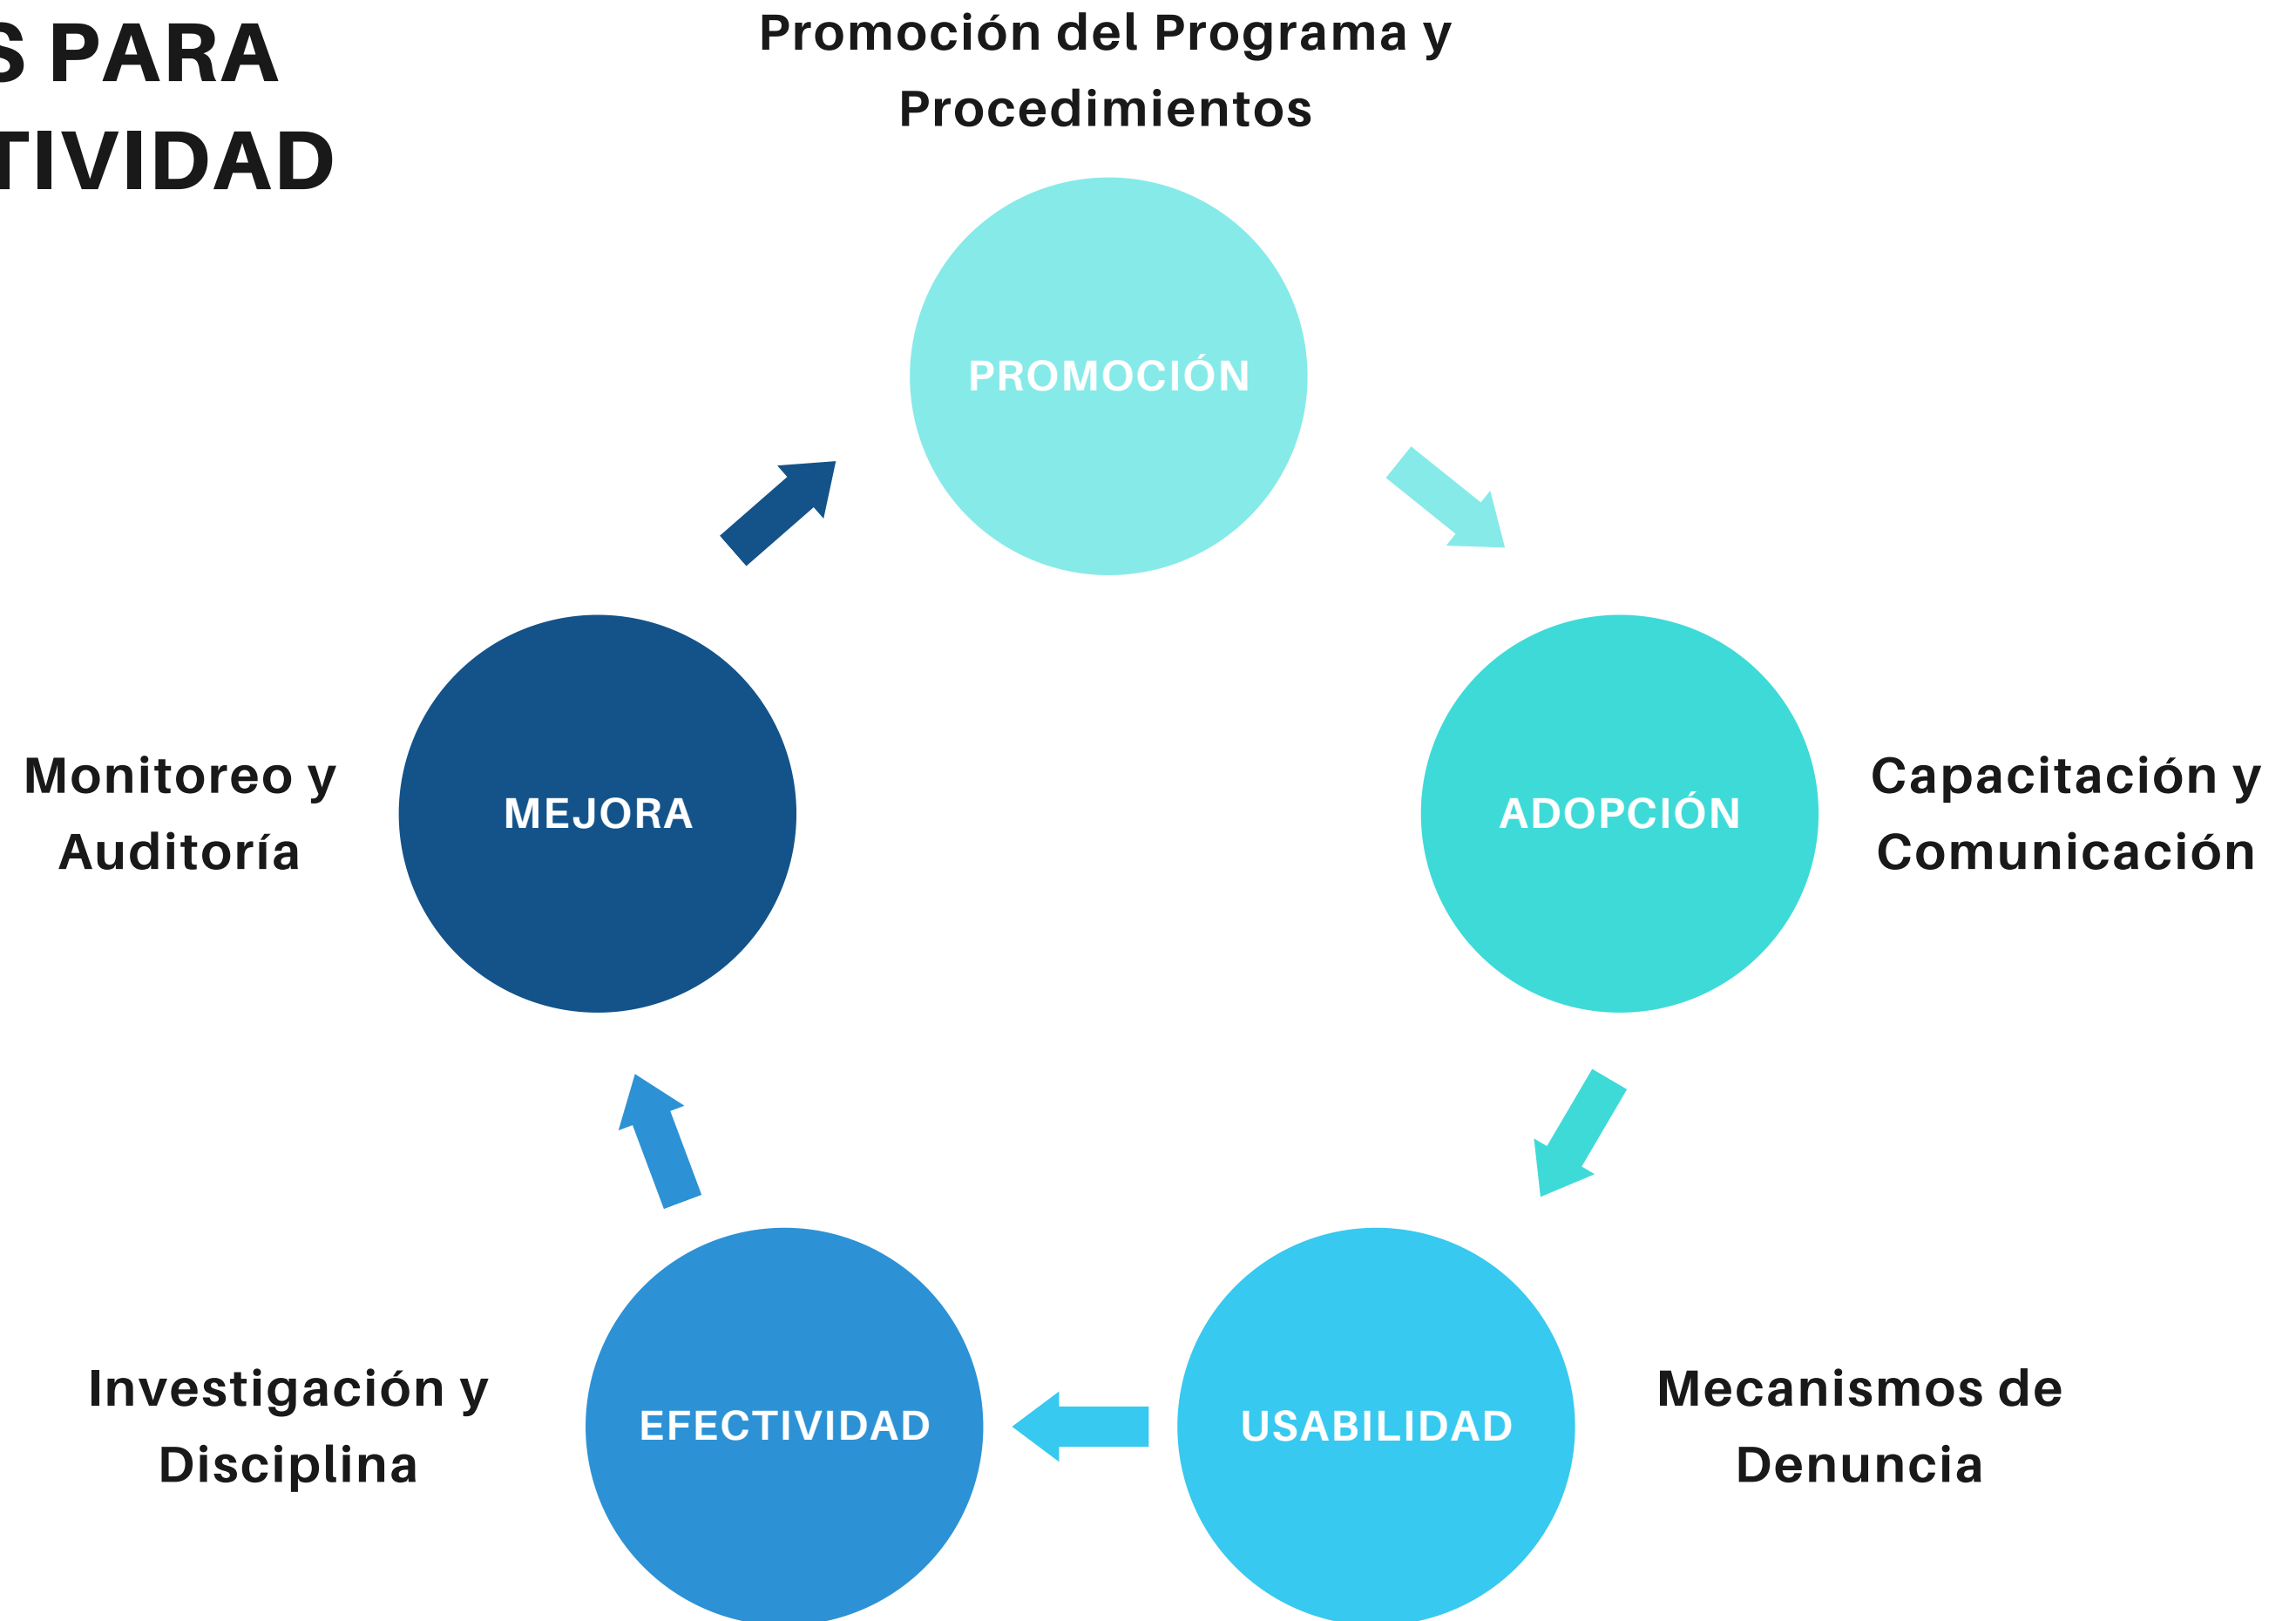 S PARA
TIVIDAD
Promoción del Programa y
Procedimientos
PROMOCIÓN
Monitoreo y
Auditoría
MEJORA
ADOPCIÓN
Capacitación y
Comunicación
Investigación y
Disciplina
EFECTIVIDAD
USABILIDAD
Mecanismos de
Denuncia